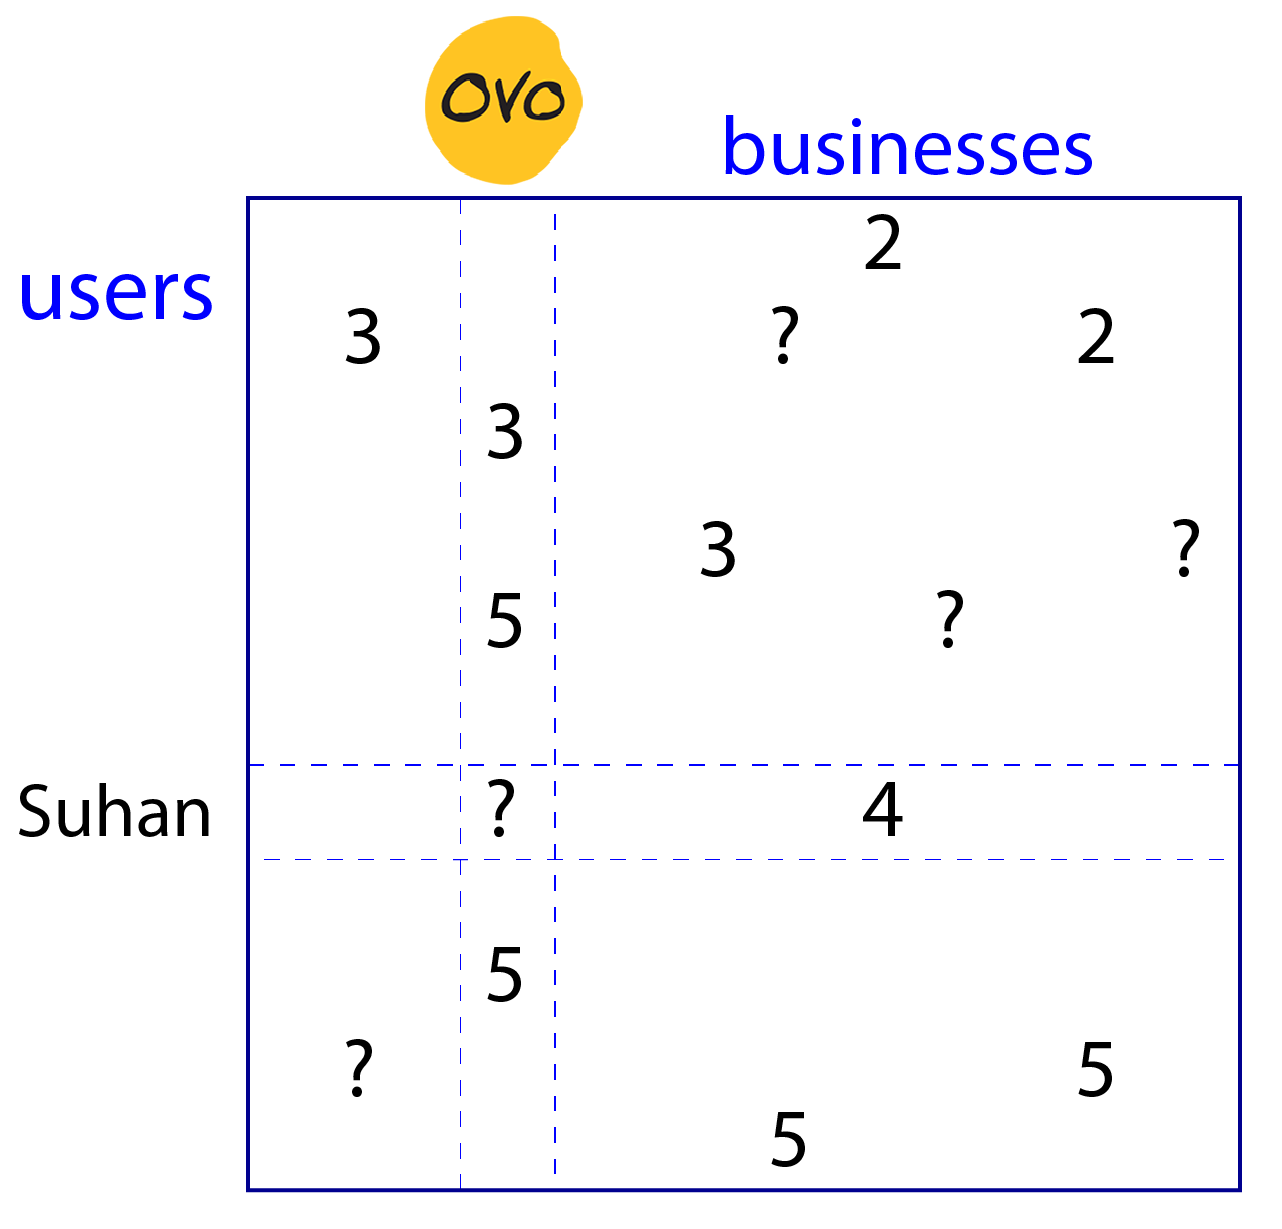 ovo
businesses
2
users
3 ? 2
3
3 ?
5 ?
Suhan ? 4
5
? 5
5